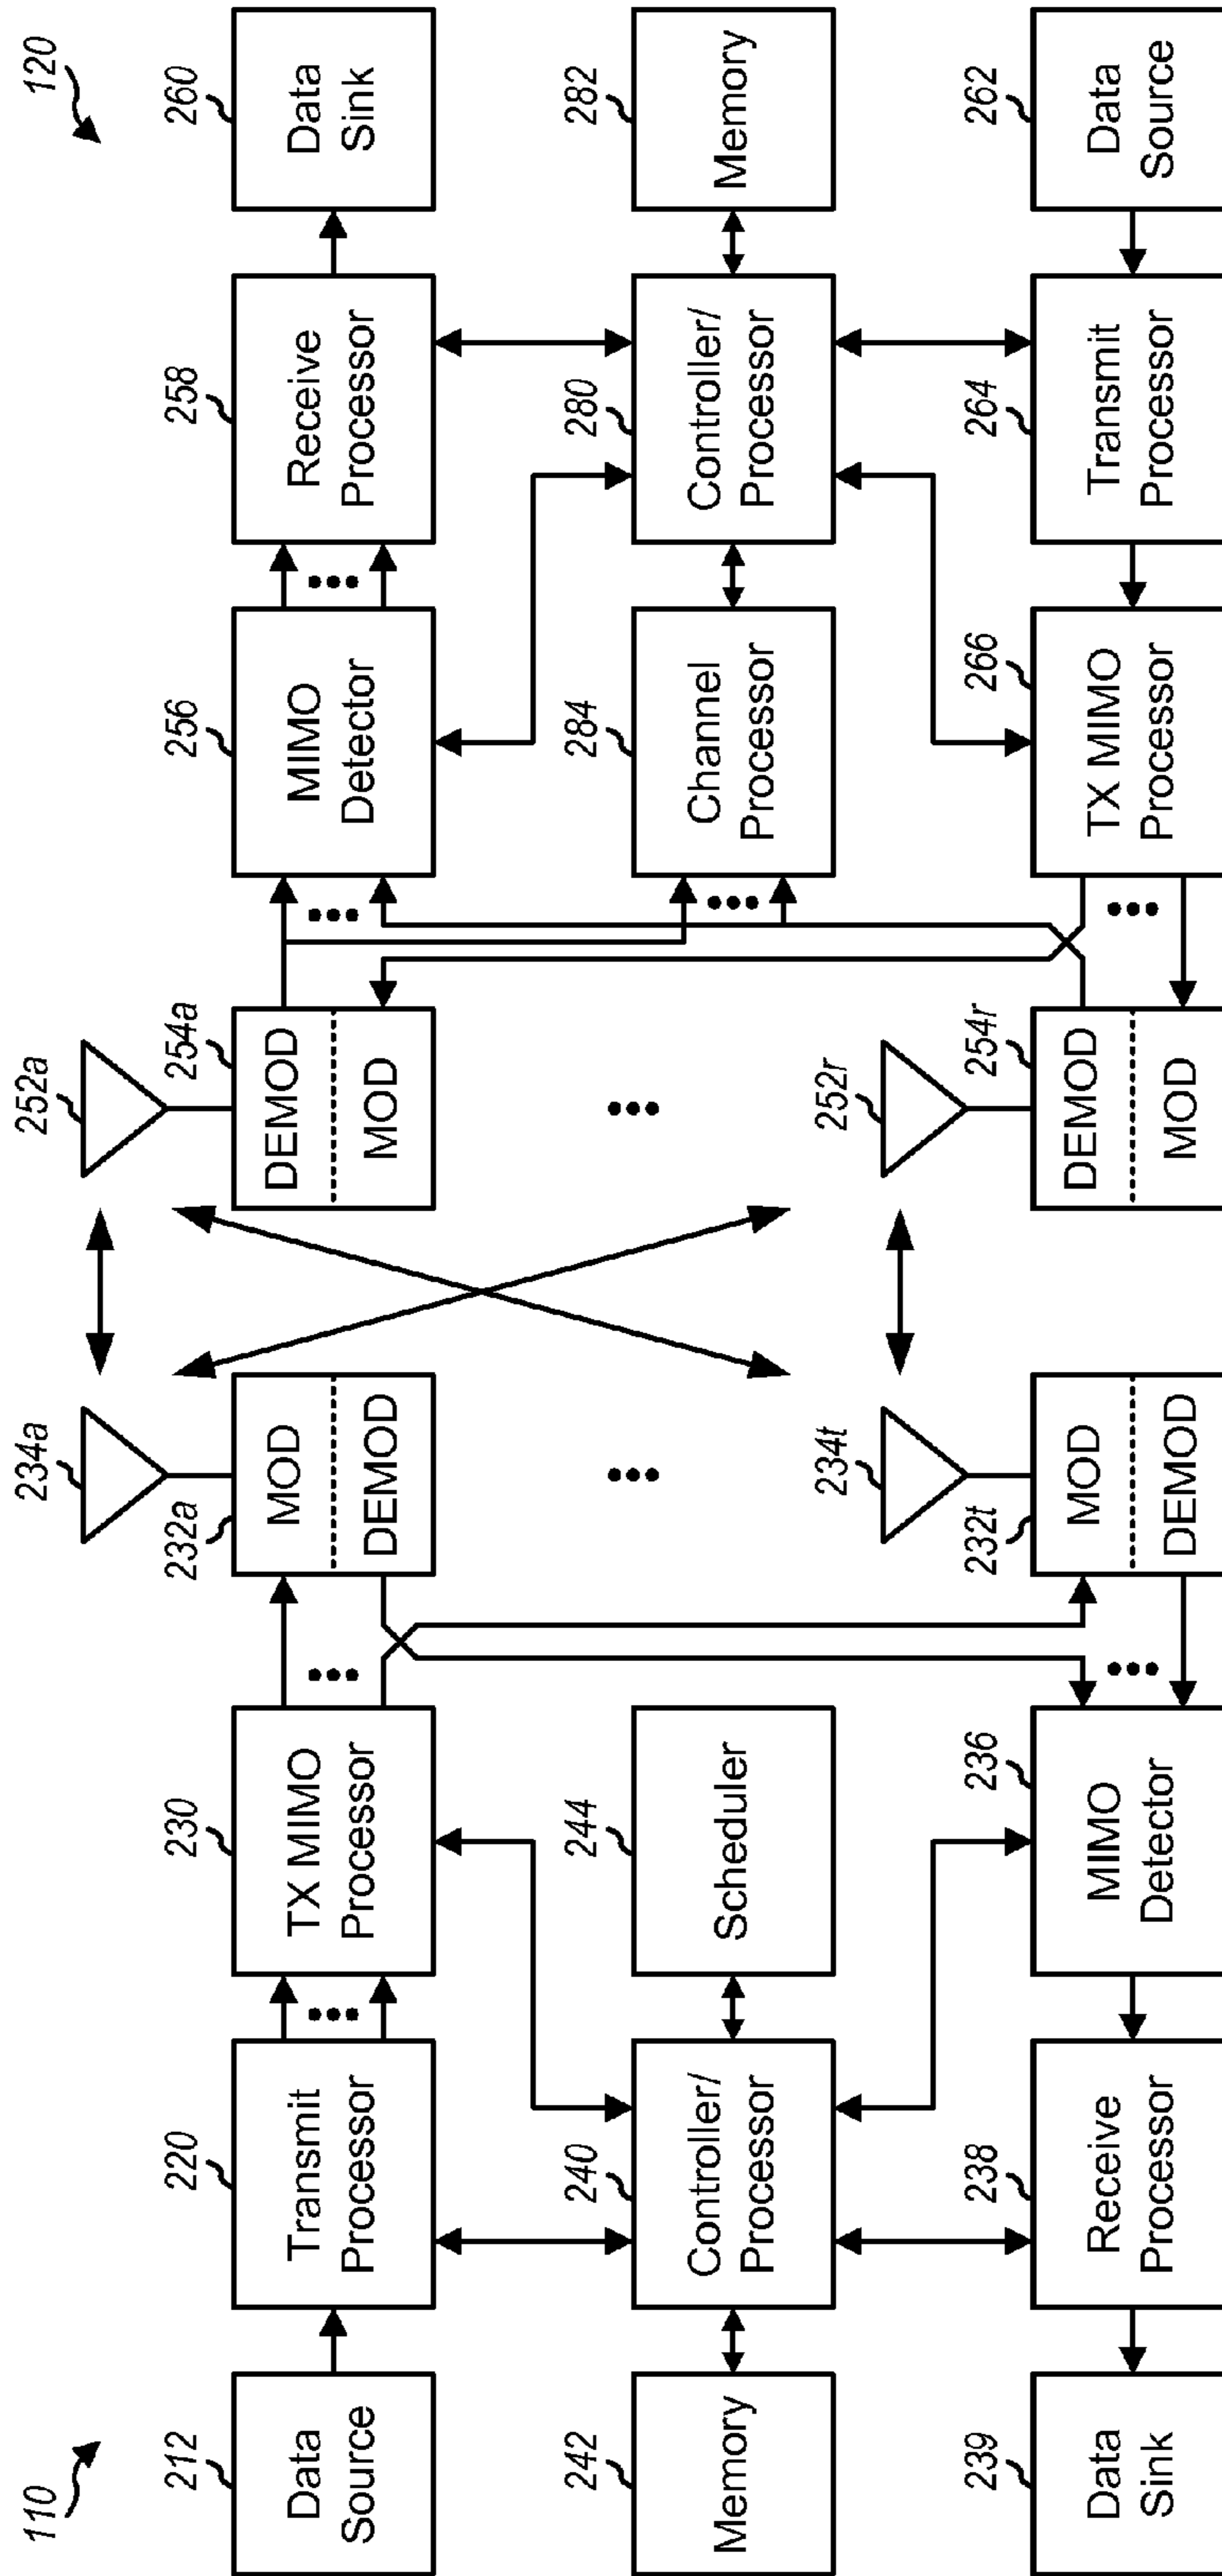 110
120
212
Data
Source
220
Transmit
Processor
230
TX MIMO
Processor
234a
232a
MOD
DEMOD
252a
254a
DEMOD
MOD
256
MIMO
Detector
258
Receive
Processor
260
Data
Sink
242
Memory
240
Controller/
Processor
244
Scheduler
284
Channel
Processor
280
Controller/
Processor
282
Memory
239
Data
Sink
238
Receive
Processor
236
MIMO
Detector
234t
232t
MOD
DEMOD
252r
254r
DEMOD
MOD
266
TX MIMO
Processor
264
Transmit
Processor
262
Data
Source